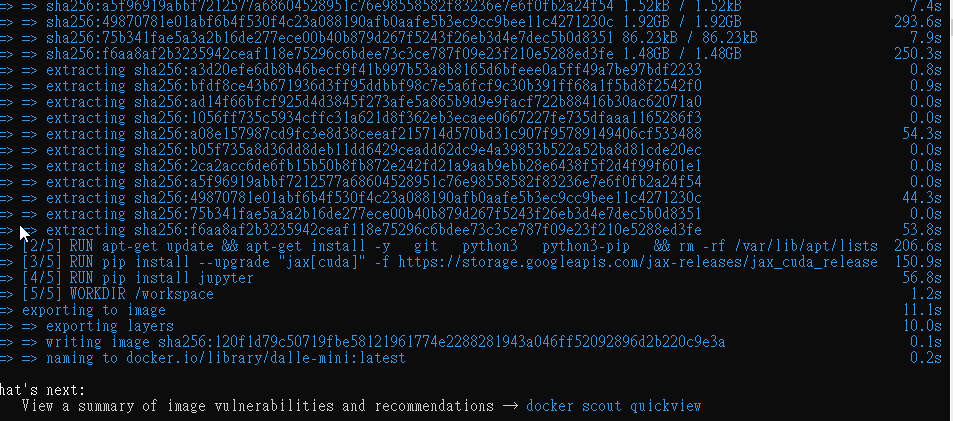 => => sha256:a5f96919abbf7212577a68604528951c76e98558582f83236e7e6f0fb2a24f54 1.52kB / 1.52kB 7.4s
=> => sha256:49870781e01abf6b4f530f4c23a088190afb0aafe5b3ec9cc9bee11c4271230c 1.92GB / 1.92GB 293.6s
=> => sha256:75b341fae5a3a2b16de277ece00b40b879d267f5243f26eb3d4e7dec5b0d8351 86.23kB / 86.23kB 7.9s
=> => sha256:f6aa8af2b3235942ceaf118e75296c6bdee73c3ce787f09e23f210e5288ed3fe 1.48GB / 1.48GB 250.3s
=> => extracting sha256:a3d20efe6db8b46becf9f41b997b53a8b8165d6bfeee0a5ff49a7be97bdf2233 0.8s
=> => extracting sha256:bfdf8ce43b671936d3ff95ddbbf98c7e5a6fcf9c30b391ff68a1f5bd8f2542f0 0.9s
=> => extracting sha256:ad14f66bfcf925d4d3845f273afe5a865b9d9e9facf722b88416b30ac62071a0 0.0s
=> => extracting sha256:1056ff735c5934cffc31a621d8f362eb3ecaee0667227fe735dfaaa1165286f3 0.0s
=> => extracting sha256:a08e157987cd9fc3e8d38ceeaf215714d570bd31c907f95789149406cf533488 54.3s
=> => extracting sha256:b05f735a8d36dd8deb11dd6429ceadd62dc9e4a39853b522a52ba8d81cde20ec 0.0s
=> => extracting sha256:2ca2acc6de6fb15b50b8fb872e242fd21a9aab9ebb28e6438f5f2d4f99f601e1 0.0s
=> => extracting sha256:a5f96919abbf7212577a68604528951c76e98558582f83236e7e6f0fb2a24f54 0.0s
=> => extracting sha256:49870781e01abf6b4f530f4c23a088190afb0aafe5b3ec9cc9bee11c4271230c 44.3s
=> => extracting sha256:75b341fae5a3a2b16de277ece00b40b879d267f5243f26eb3d4e7dec5b0d8351 0.0s
=> => extracting sha256:f6aa8af2b3235942ceaf118e75296c6bdee73c3ce787f09e23f210e5288ed3fe 53.8s
=> [2/5] RUN apt-get update && apt-get install -y git python3 python3-pip && rm -rf /var/lib/apt/lists 206.6s
=> [3/5] RUN pip install --upgrade "jax[cuda]" -f https://storage.googleapis.com/jax-releases/jax_cuda_release 150.9s
=> [4/5] RUN pip install jupyter 56.8s
=> [5/5] WORKDIR /workspace 1.2s
=> exporting to image 11.1s
=> => exporting layers 10.0s
=> => writing image sha256:120f1d79c50719fbe58121961774e2288281943a046ff52092896d2b220c9e3a 0.1s
=> => naming to docker.io/library/dalle-mini:latest 0.2s
hat's next:
View a summary of image vulnerabilities and recommendations → docker scout quickview